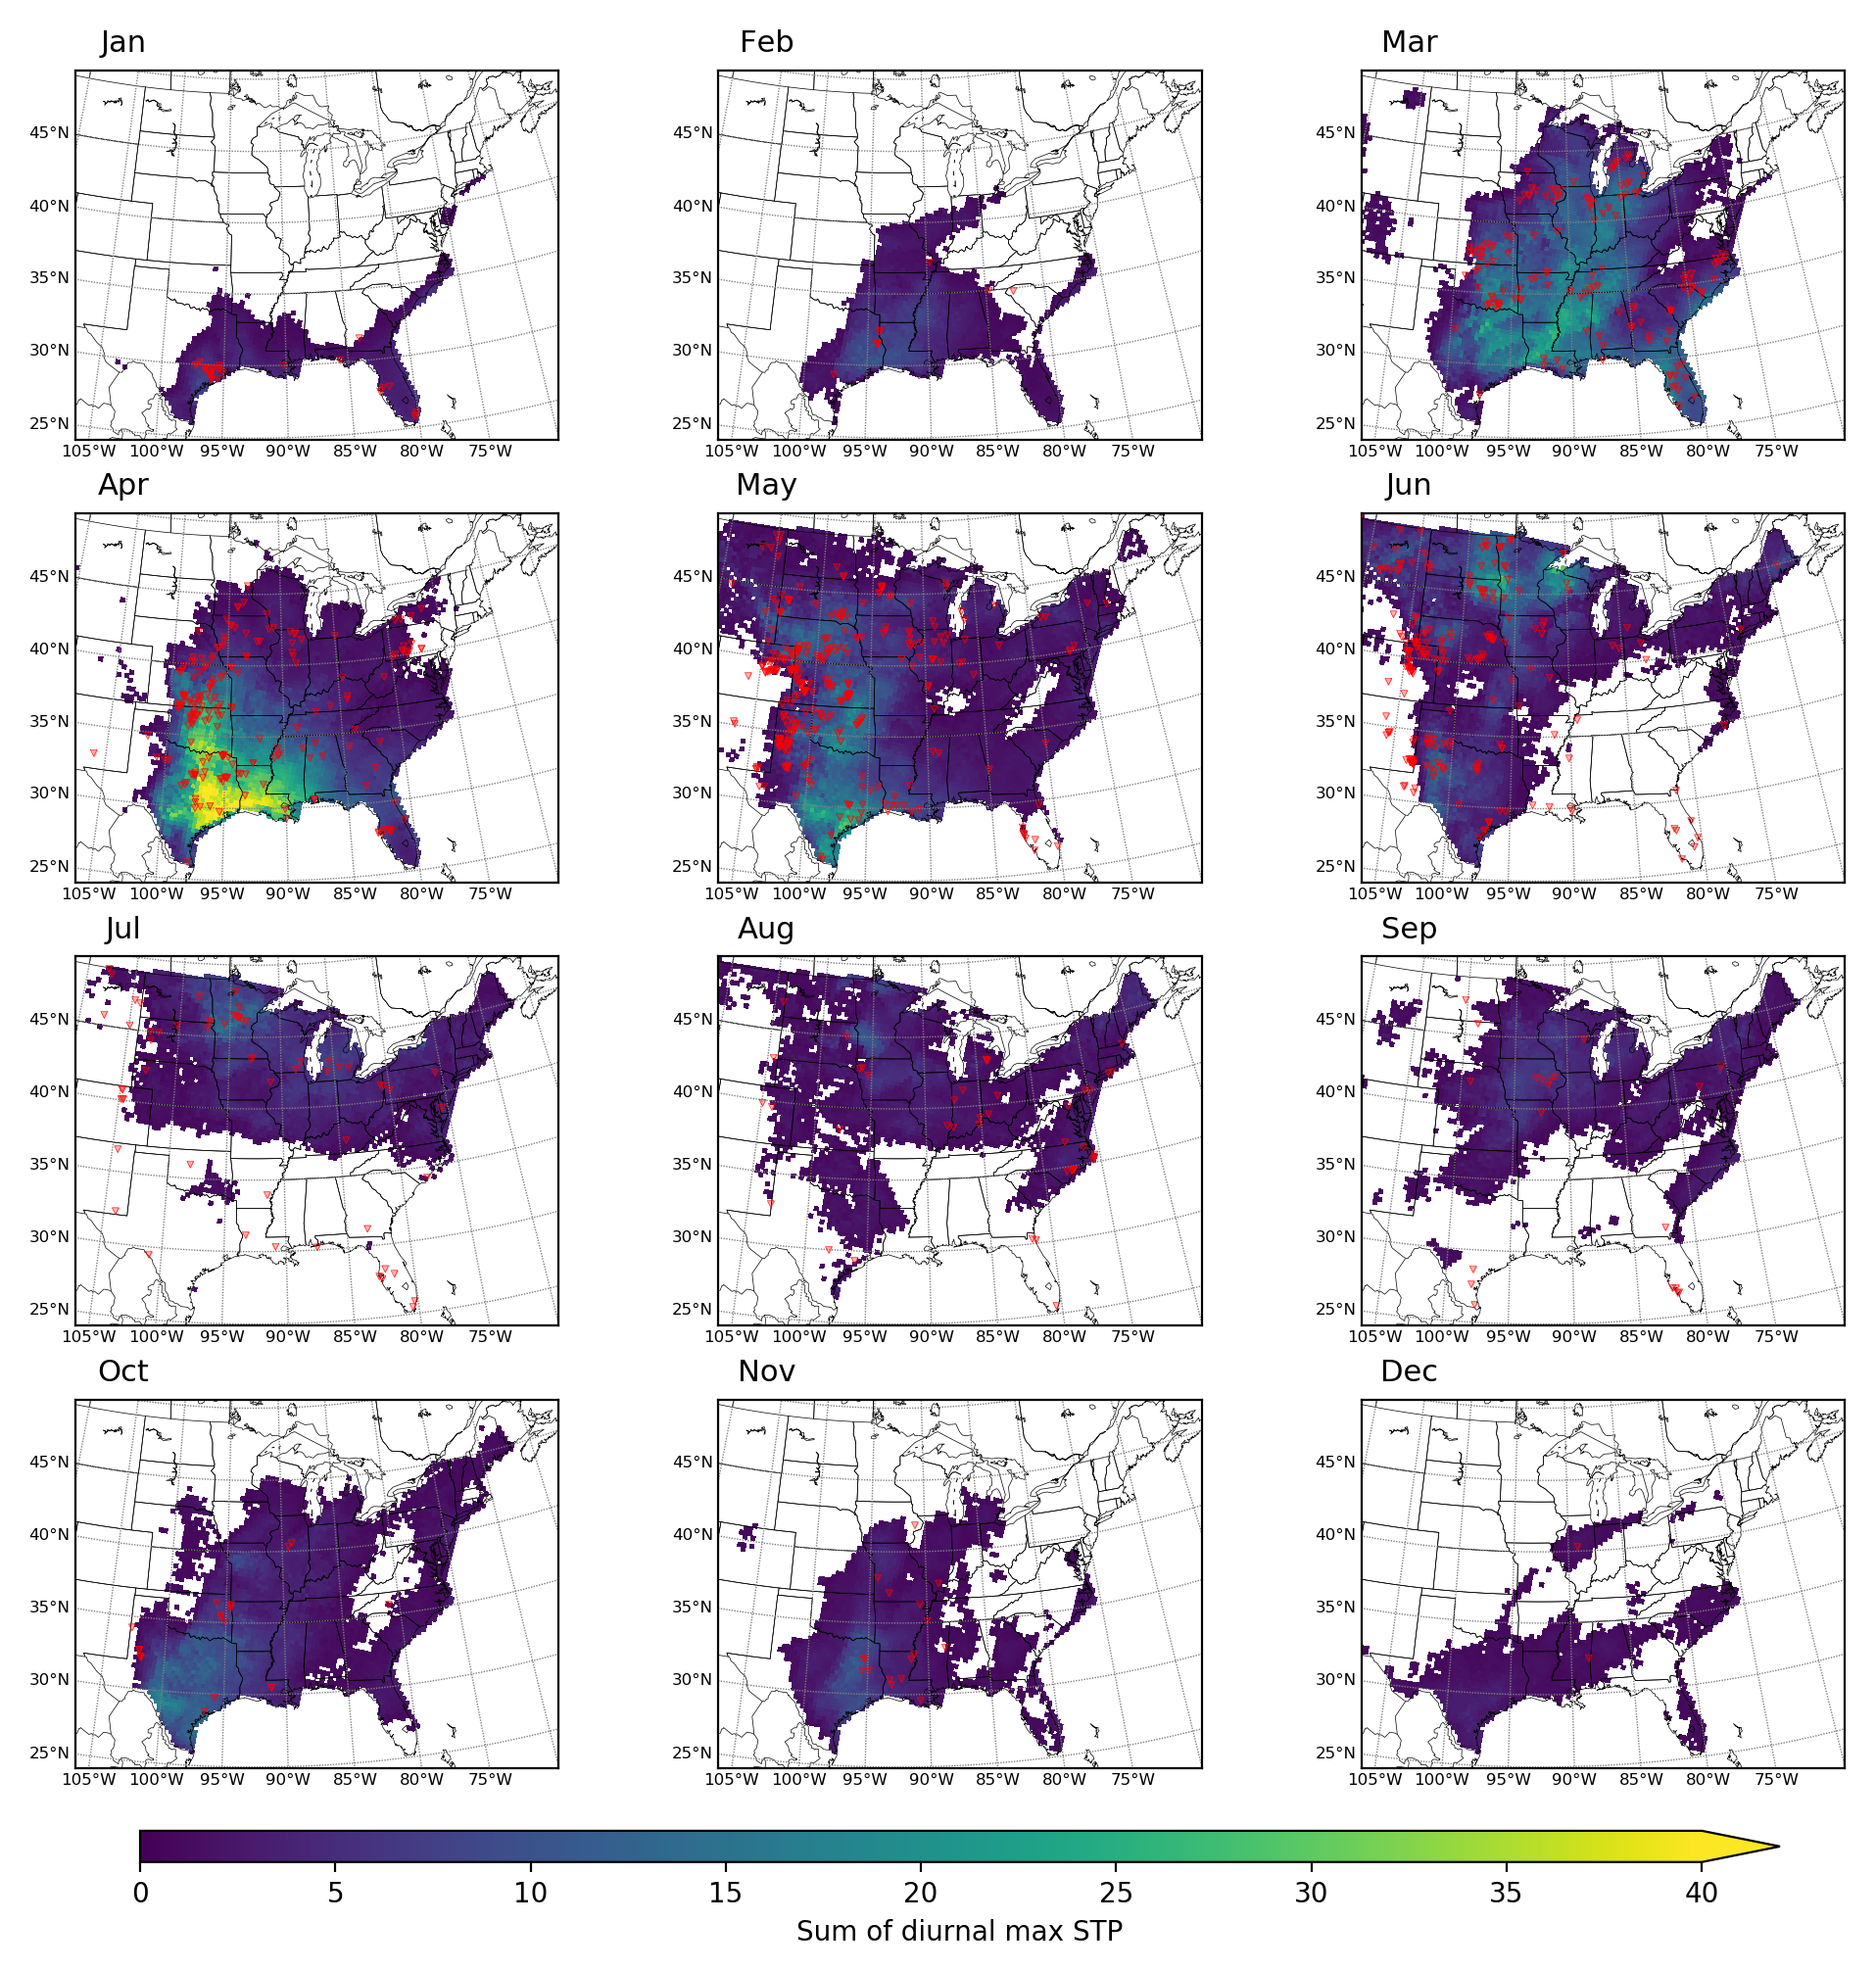 Jan Feb Mar
45°N 45°N 45°N
40°N 40°N 40°N
35°N 35°N 35°N
30°N 30°N 30°N
25°N 25°N 25°N
105°W 100°W 95°W 90°W 85°W 80°W 75°W 105°W 100°W 95°W 90°W 85°W 80°W 75°W 105°W 100°W 95°W 90°W 85°W 80°W 75°W
Apr May Jun
45°N 45°N 45°N
40°N 40°N 40°N
35°N 35°N 35°N
30°N 30°N 30°N
25°N 25°N 25°N
105°W 100°W 95°W 90°W 85°W 80°W 75°W 105°W 100°W 95°W 90°W 85°W 80°W 75°W 105°W 100°W 95°W 90°W 85°W 80°W 75°W
Jul Aug Sep
45°N 45°N 45°N
40°N 40°N 40°N
35°N 35°N 35°N
30°N 30°N 30°N
25°N 25°N 25°N
105°W 100°W 95°W 90°W 85°W 80°W 75°W 105°W 100°W 95°W 90°W 85°W 80°W 75°W 105°W 100°W 95°W 90°W 85°W 80°W 75°W
Oct Nov Dec
45°N 45°N 45°N
40°N 40°N 40°N
35°N 35°N 35°N
30°N 30°N 30°N
25°N 25°N 25°N
105°W 100°W 95°W 90°W 85°W 80°W 75°W 105°W 100°W 95°W 90°W 85°W 80°W 75°W 105°W 100°W 95°W 90°W 85°W 80°W 75°W
0 5 10 15 20 25 30 35 40
Sum of diurnal max STP